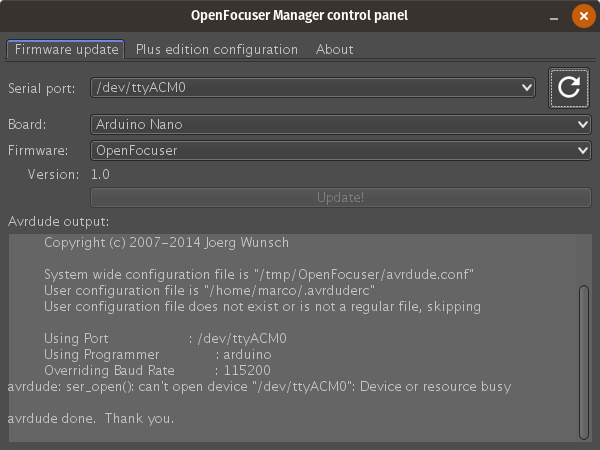 OpenFocuser Manager control panel
Firmware update Plus edition configuration About
Serial port: /dev/ttyACM0
Board: Arduino Nano
Firmware: OpenFocuser
Version: 1.0
Update!
Avrdude output:
Copyright (c) 2007-2014 Joerg Wunsch
System wide configuration file is "/tmp/OpenFocuser/avrdude.conf"
User configuration file is "/home/marco/.avrduderc"
User configuration file does not exist or is not a regular file, skipping
Using Port : /dev/ttyACM0
Using Programmer : arduino
Overriding Baud Rate : 115200
avrdude: ser_open(): can't open device "/dev/ttyACM0": Device or resource busy
avrdude done. Thank you.